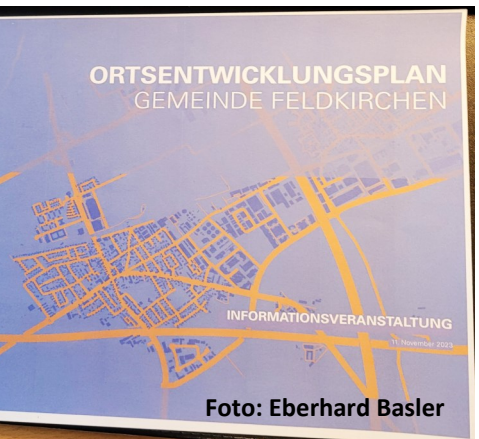 ORTSENTWICKLUNGSPLAN
GEMEINDE FELDKIRCHEN
INFORMATIONSVERANSTALTUNG
11. November 2023
Foto: Eberhard Basler